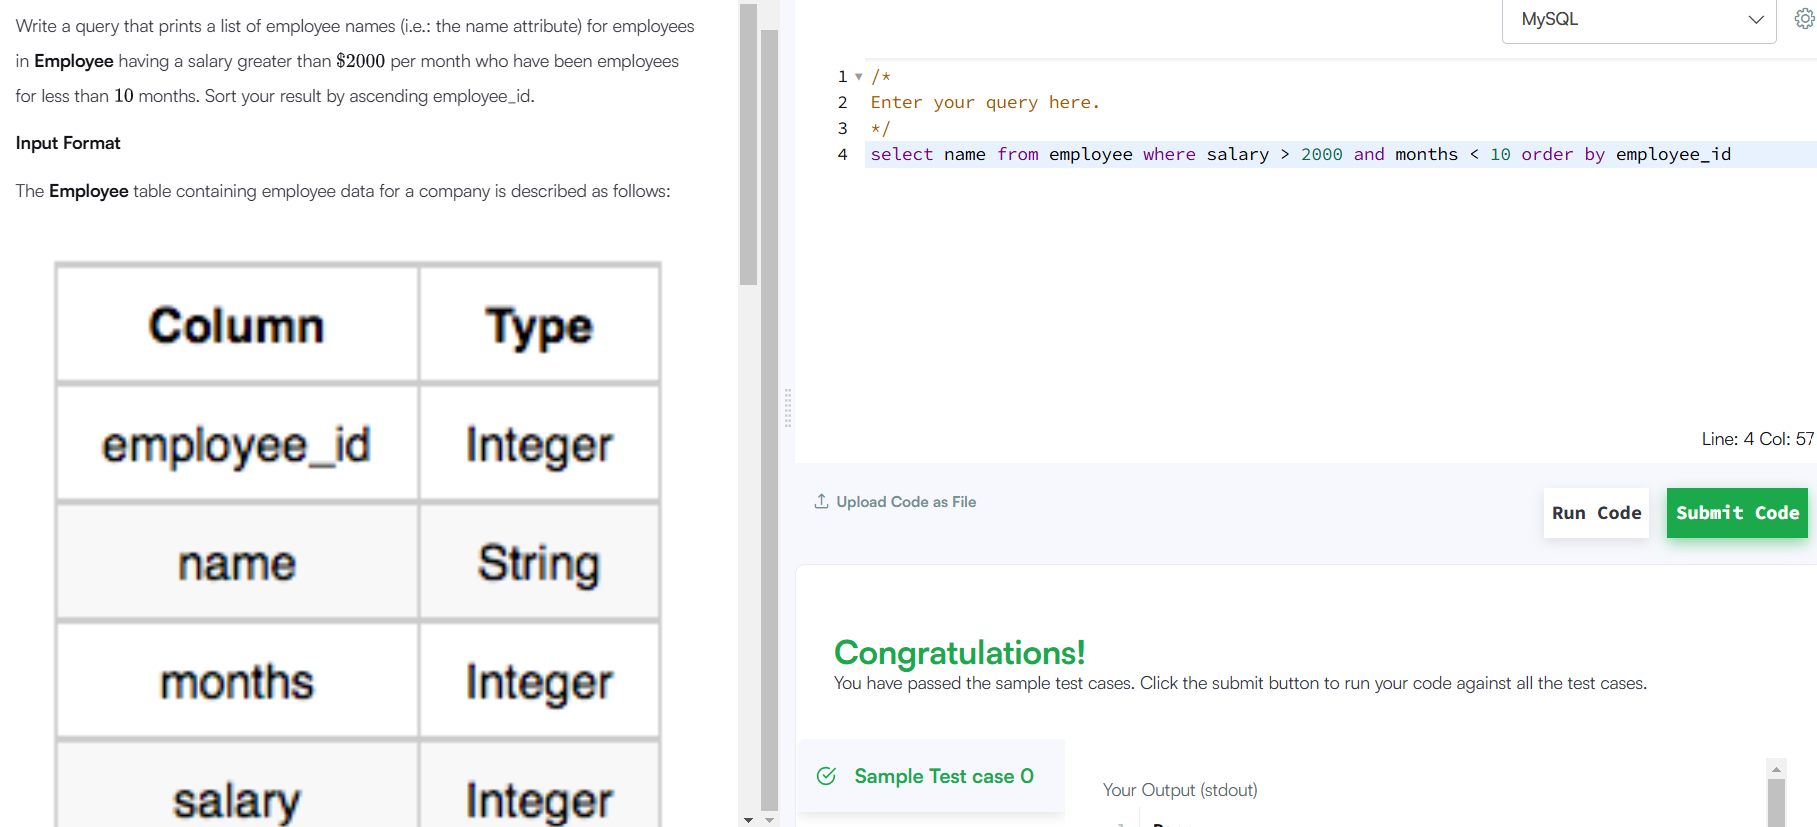 Write a query that prints a list of employee names (i.e.: the name attribute) for employees
in Employee having a salary greater than $2000 per month who have been employees
for less than 10 months. Sort your result by ascending employee_id.
Input Format
The Employee table containing employee data for a company is described as follows:
Column Type
employee_id Integer
name String
months Integer
salary Integer
MySQL
1 /*
2 Enter your query here.
3 */
4 select name from employee where salary > 2000 and months < 10 order by employee_id
Line: 4 Col: 57
Upload Code as File
Run Code
Submit Code
Congratulations!
You have passed the sample test cases. Click the submit button to run your code against all the test cases.
Sample Test case 0
Your Output (stdout)